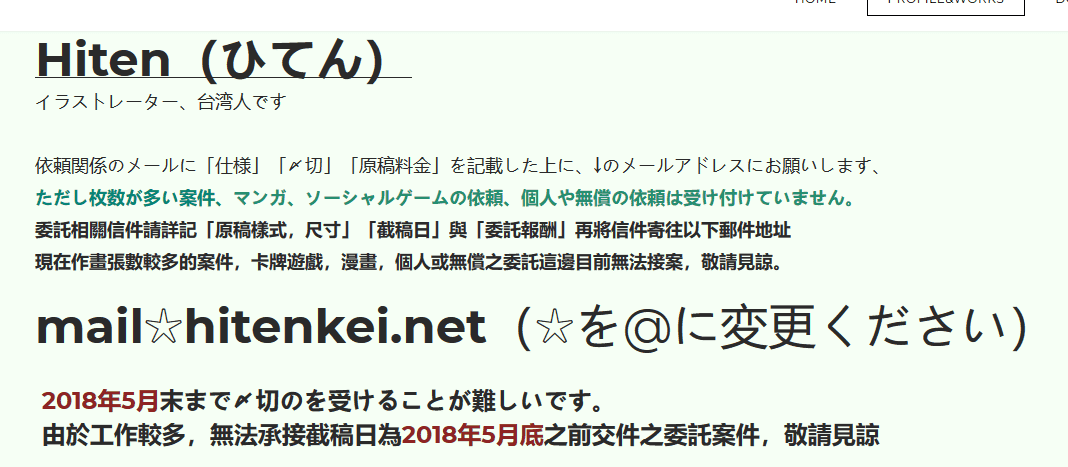 HOME PROFILE&WORKS
Hiten（ひてん）
イラストレーター、台湾人です
依頼関係のメールに「仕様」「〆切」「原稿料金」を記載した上に、↓のメールアドレスにお願いします、
ただし枚数が多い案件、マンガ、ソーシャルゲームの依頼、個人や無償の依頼は受け付けていません。
委託相關信件請詳記「原稿樣式，尺寸」「截稿日」與「委託報酬」再將信件寄往以下郵件地址
現在作畫張數較多的案件，卡牌遊戲，漫畫，個人或無償之委託這邊目前無法接案，敬請見諒。
mail☆hitenkei.net（☆を@に変更ください）
2018年5月末まで〆切のを受けることが難しいです。
由於工作較多，無法承接截稿日為2018年5月底之前交件之委託案件，敬請見諒